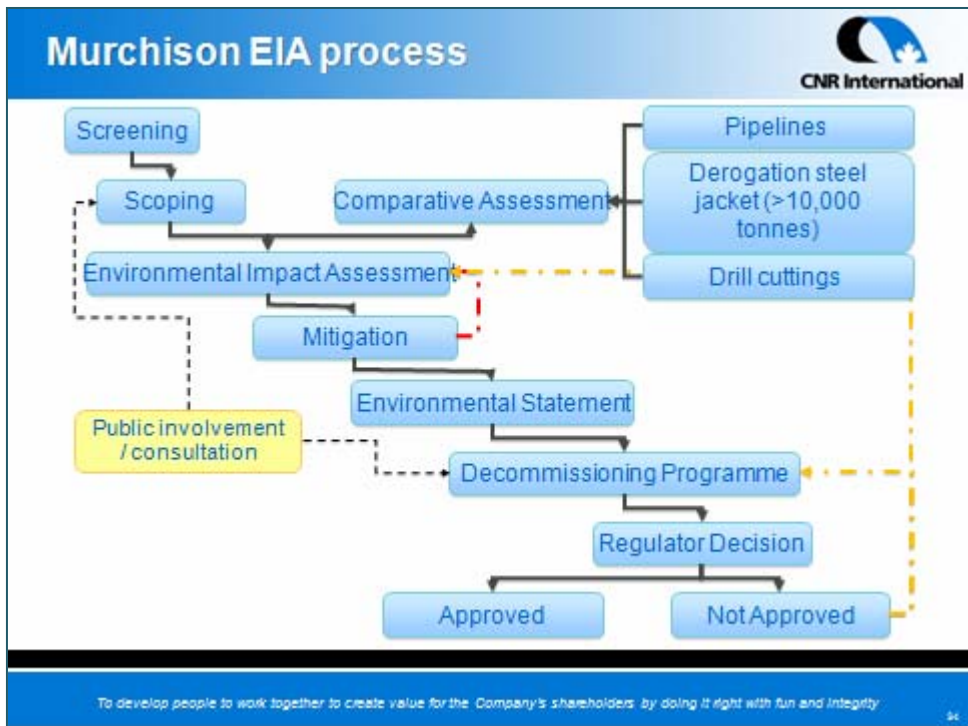 Murchison EIA process
CNR International
Screening
Pipelines
Scoping
Comparative Assessment
Derogation steel
jacket (>10,000
tonnes)
Environmental Impact Assessment
Drill cuttings
Mitigation
Environmental Statement
Public involvement
/ consultation
Decommissioning Programme
Regulator Decision
Approved
Not Approved
To develop people to work together to create value for the Company's shareholders by doing it right with fun and integrity